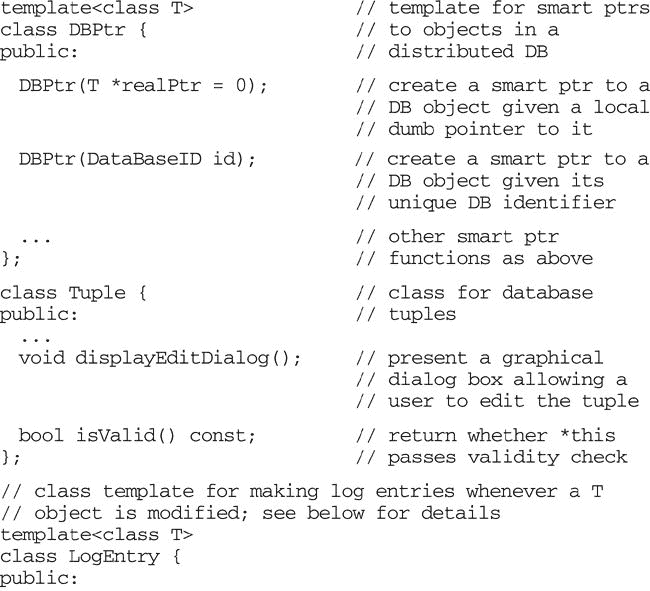 template<class T>                 // template for smart ptrs
class DBPtr {                     // to objects in a
public:                           // distributed DB
  DBPtr(T *realPtr = 0);          // create a smart ptr to a
                                  // DB object given a local
                                  // dumb pointer to it
  DBPtr(DataBaseID id);           // create a smart ptr to a
                                  // DB object given its
                                  // unique DB identifier
  ...                             // other smart ptr
};                                // functions as above
class Tuple {                     // class for database
public:                           // tuples
  ...
  void displayEditDialog();       // present a graphical
                                  // dialog box allowing a
                                  // user to edit the tuple
  bool isValid() const;           // return whether *this
};                                // passes validity check
// class template for making log entries whenever a T
// object is modified; see below for details
template<class T>
class LogEntry {
public: